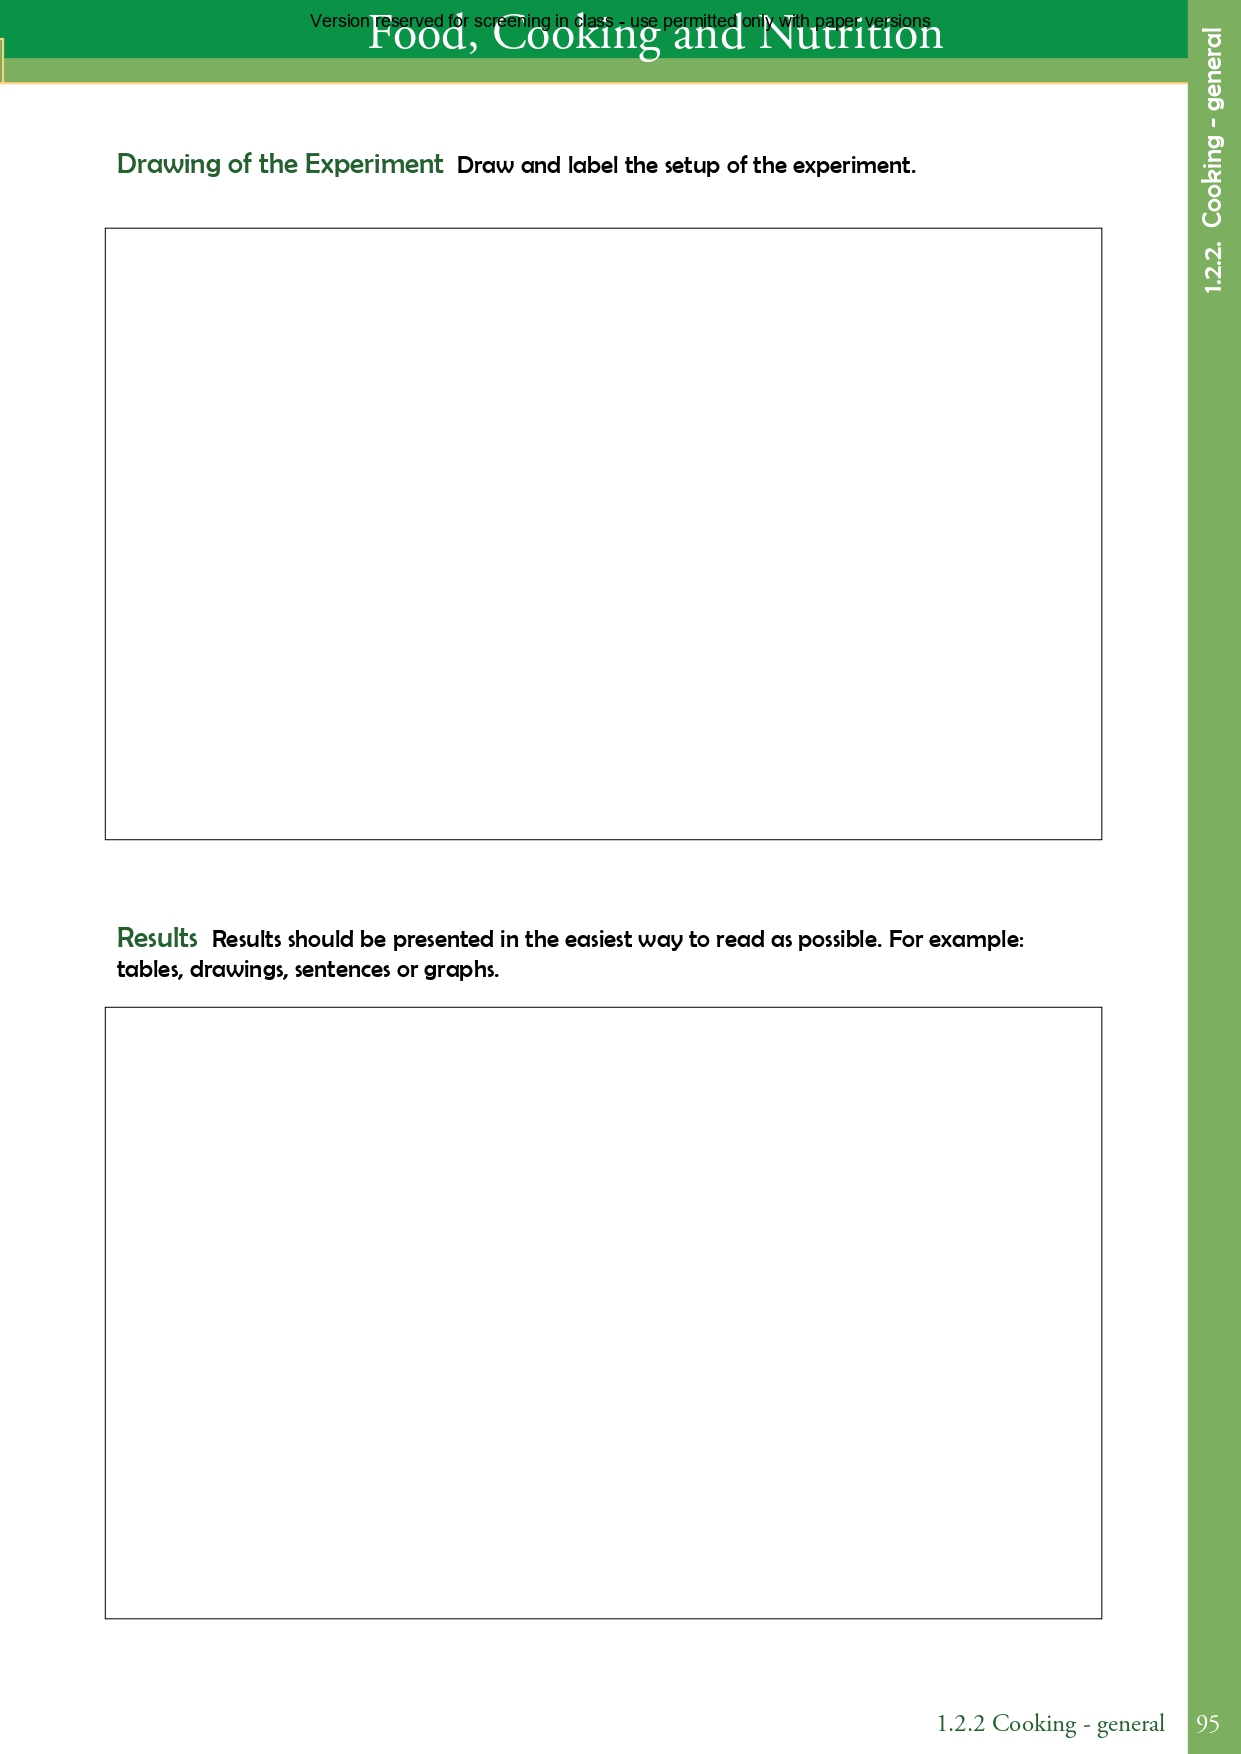 Version reserved for screening in class - use permitted only with paper versions
Food, Cooking and Nutrition
1.2.2. Cooking - general
Drawing of the Experiment Draw and label the setup of the experiment.
Results Results should be presented in the easiest way to read as possible. For example:
tables, drawings, sentences or graphs.
1.2.2 Cooking - general
95